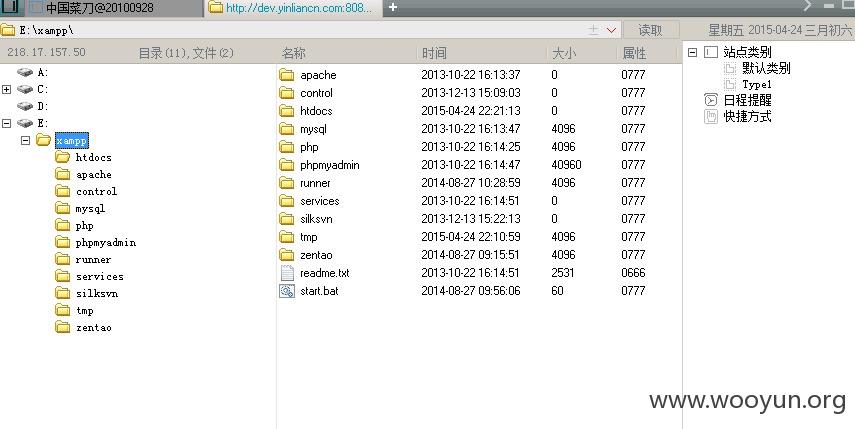 中国菜刀@20100928 http://dev.yinliancn.com:808...
E:\xampp\ 读取 星期五 2015-04-24 三月初六
218.17.157.50 目录(11),文件(2) 名称 时间 大小 属性
A:
C:
D:
E:
xampp
htdocs
apache
control
mysql
php
phpmyadmin
runner
services
silksvn
tmp
zentao
apache 2013-10-22 16:13:37 0 0777
control 2013-12-13 15:09:03 0 0777
htdocs 2015-04-24 22:21:13 0 0777
mysql 2013-10-22 16:13:47 4096 0777
php 2013-10-22 16:14:25 4096 0777
phpmyadmin 2013-10-22 16:14:47 40960 0777
runner 2014-08-27 10:28:59 4096 0777
services 2013-10-22 16:14:51 0 0777
silksvn 2013-12-13 15:22:13 0 0777
tmp 2015-04-24 22:10:59 4096 0777
zentao 2014-08-27 09:15:51 4096 0777
readme.txt 2013-10-22 16:14:51 2531 0666
start.bat 2014-08-27 09:56:06 60 0777
站点类别
默认类别
Type1
日程提醒
快捷方式
www.wooyun.org